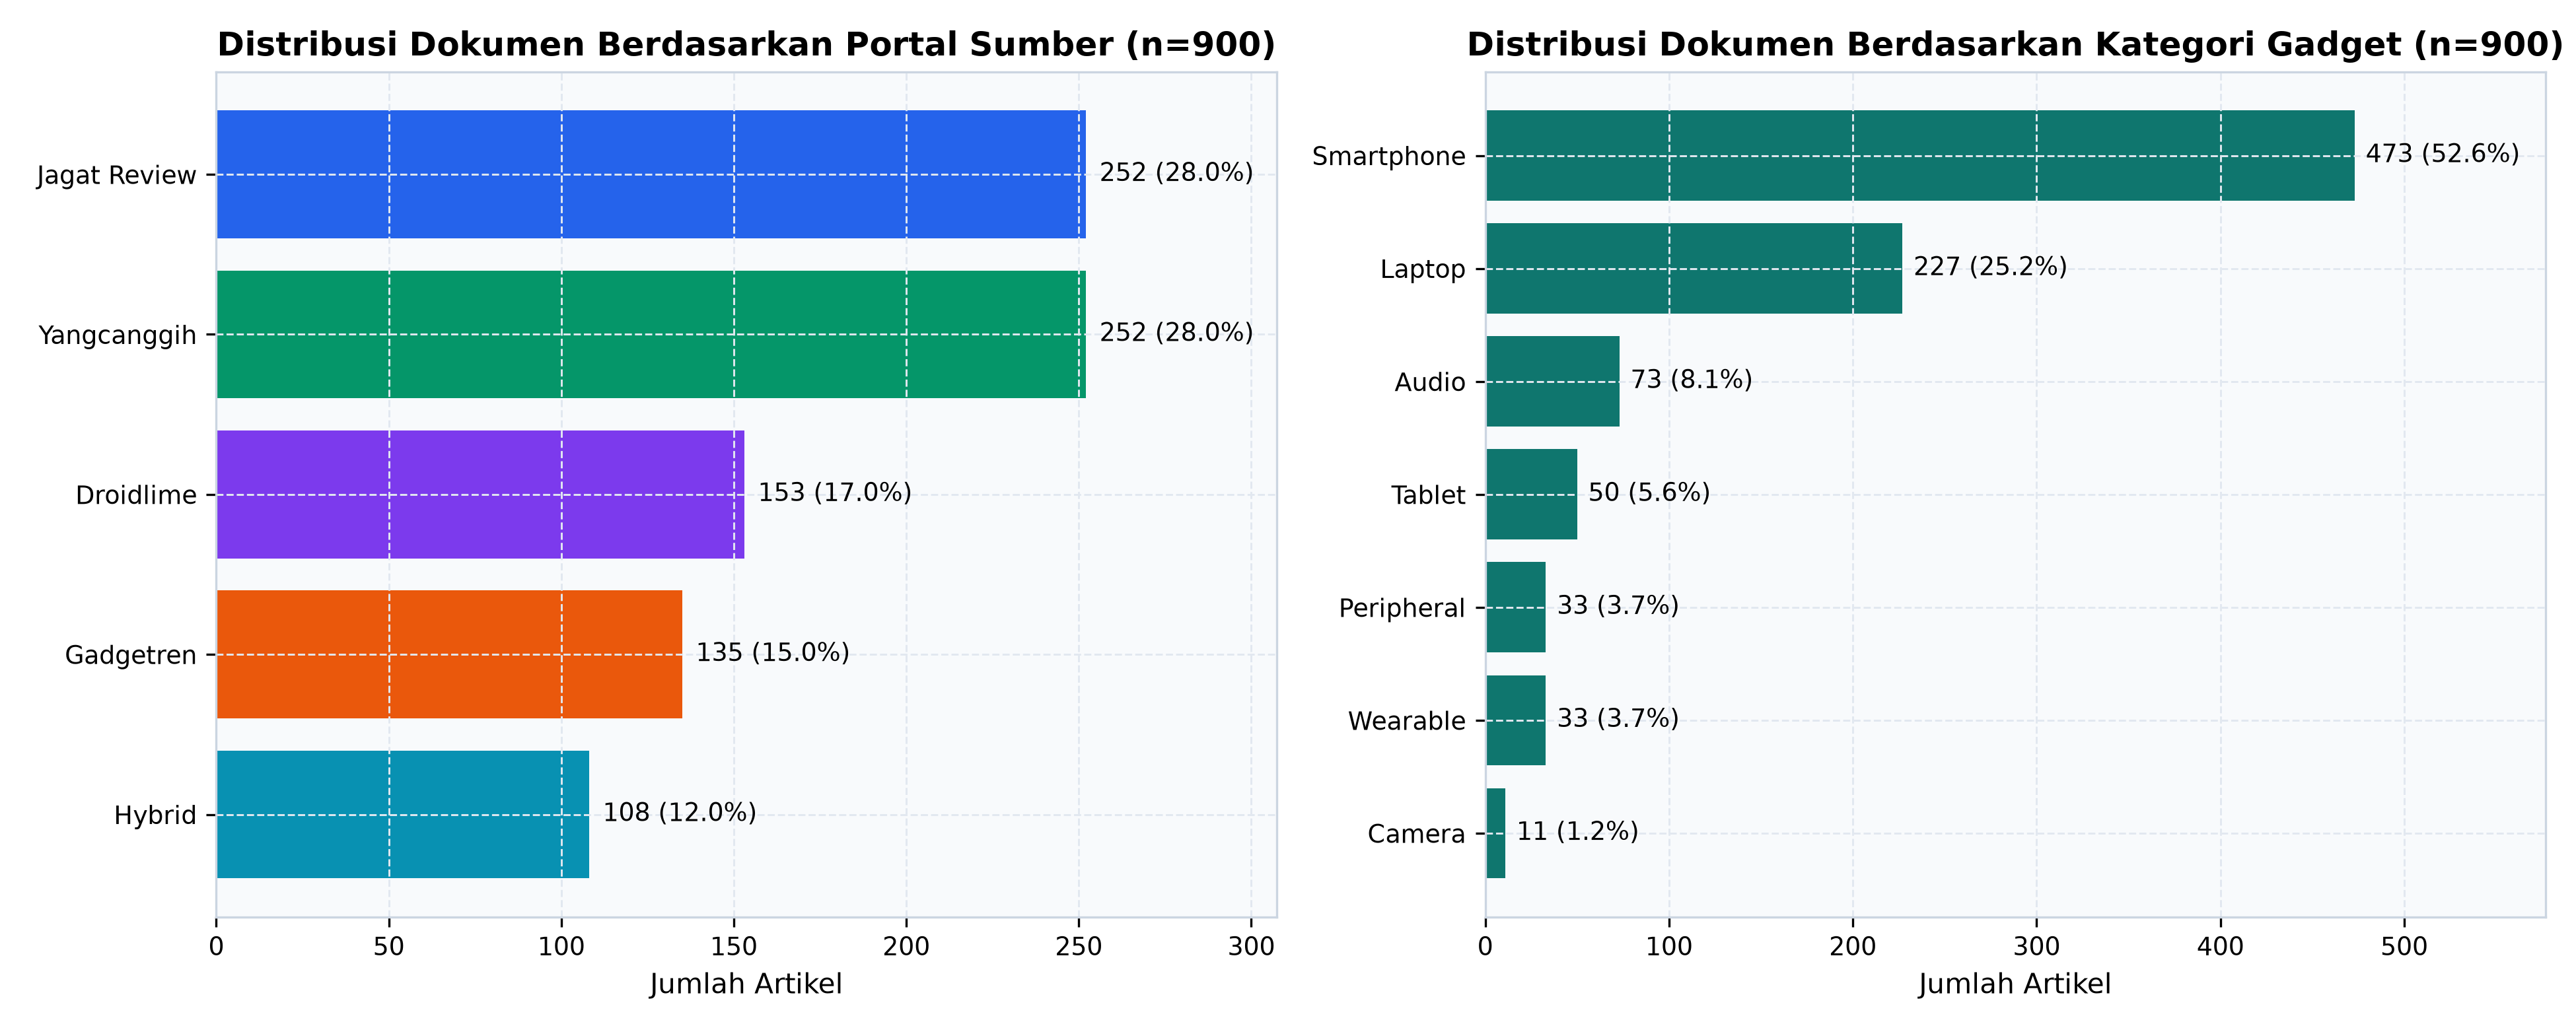 Distribusi Dokumen Berdasarkan Portal Sumber (n=900)
Jagat Review
252 (28.0%)
Yangcanggih
252 (28.0%)
Droidlime
153 (17.0%)
Gadgetren
135 (15.0%)
Hybrid
108 (12.0%)
0 50 100 150 200 250 300
Jumlah Artikel
Distribusi Dokumen Berdasarkan Kategori Gadget (n=900)
Smartphone
473 (52.6%)
Laptop
227 (25.2%)
Audio
73 (8.1%)
Tablet
50 (5.6%)
Peripheral
33 (3.7%)
Wearable
33 (3.7%)
Camera
11 (1.2%)
0 100 200 300 400 500
Jumlah Artikel